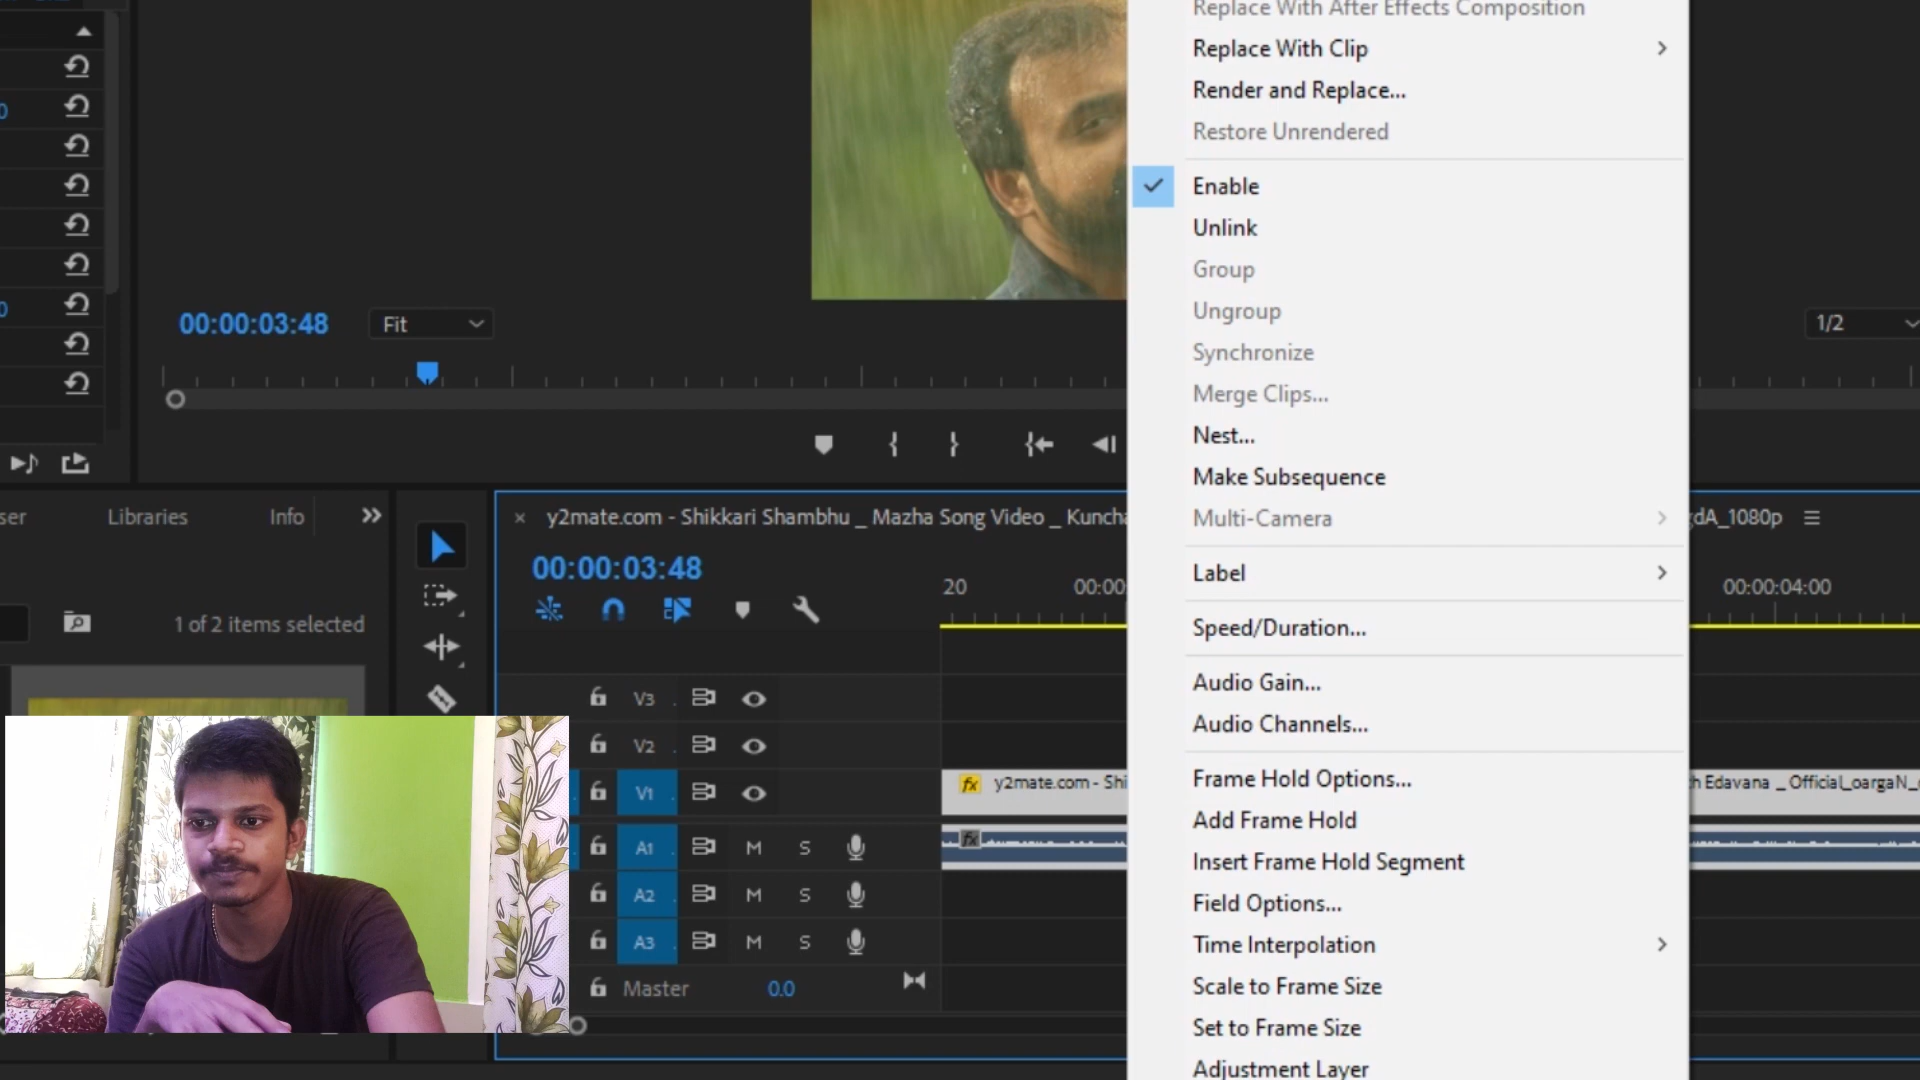 Replace With After Effects Composition
Replace With Clip
Render and Replace...
Restore Unrendered
Enable
Unlink
Group
Ungroup
Synchronize
Merge Clips...
Nest...
Make Subsequence
Multi-Camera
Label
Speed/Duration...
Audio Gain...
Audio Channels...
Frame Hold Options...
Add Frame Hold
Insert Frame Hold Segment
Field Options...
Time Interpolation
Scale to Frame Size
Set to Frame Size
Adjustment Layer
00:00:03:48
Fit
1/2
ser
Libraries
Info
1 of 2 items selected
y2mate.com - Shikkari Shambhu _ Mazha Song Video _ Kuncha
gdA_1080p
00:00:03:48
20
00:00
00:00:04:00
V3
V2
V1
y2mate.com - Shi
h Edavana _ Official_oargaN_
fx
A1 M S
fx
A2 M S
A3 M S
Master 0.0